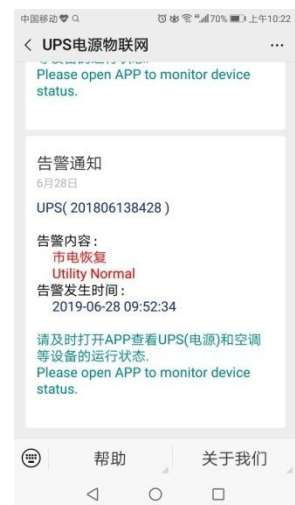 中国移动
70%
上午10:22
UPS电源物联网
Please open APP to monitor device
status.
告警通知
6月28日
UPS( 201806138428 )
告警内容：
市电恢复
Utility Normal
告警发生时间：
2019-06-28 09:52:34
请及时打开APP查看UPS(电源)和空调
等设备的运行状态.
Please open APP to monitor device
status.
帮助
关于我们